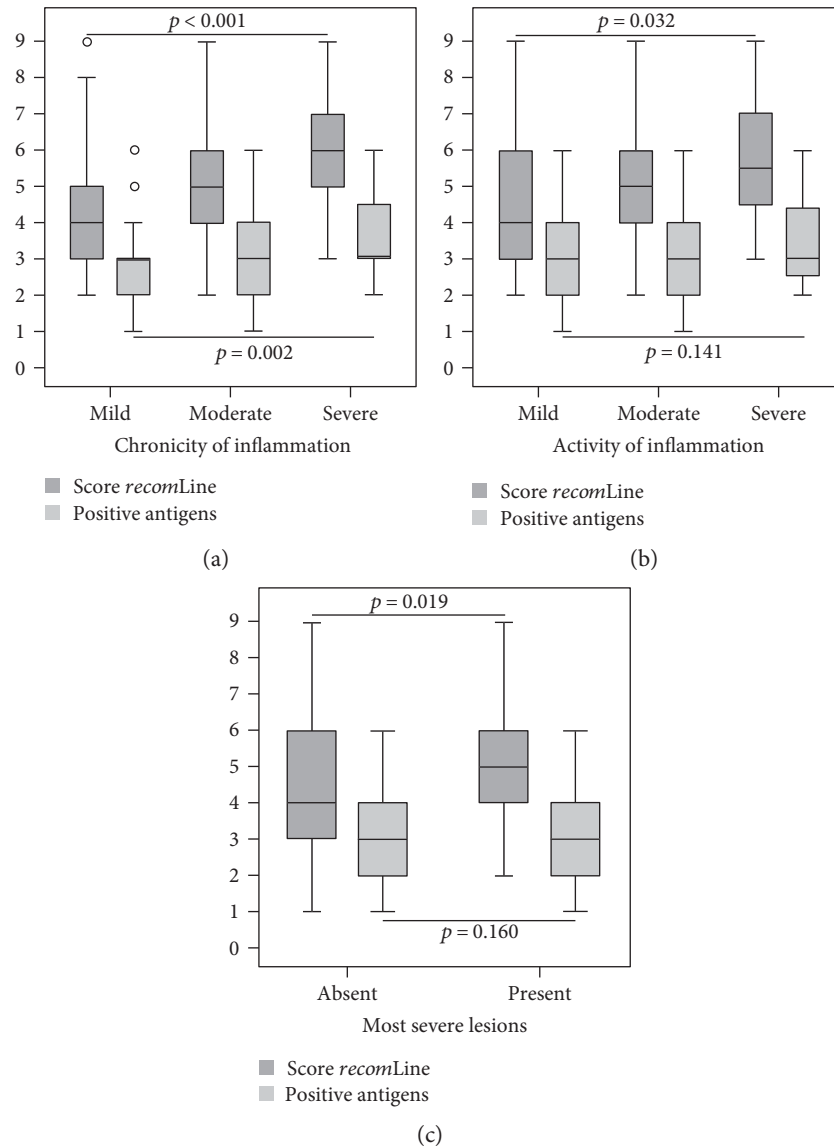 p < 0.001
9
8
7
6
5
4
3
2
1
0
p = 0.002
Mild Moderate Severe
Chronicity of inflammation
Score recomLine
Positive antigens
(a)
p = 0.032
9
8
7
6
5
4
3
2
1
0
p = 0.141
Mild Moderate Severe
Activity of inflammation
Score recomLine
Positive antigens
(b)
p = 0.019
9
8
7
6
5
4
3
2
1
0
p = 0.160
Absent Present
Most severe lesions
Score recomLine
Positive antigens
(c)